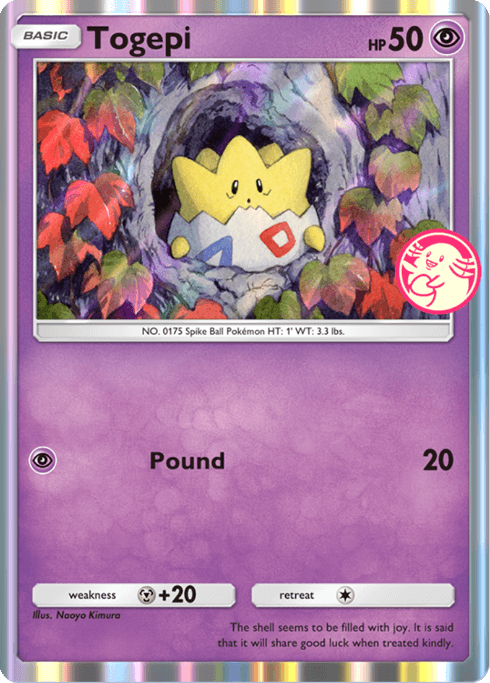 BASIC Togepi HP 50
NO. 0175 Spike Ball Pokémon HT: 1' WT: 3.3 lbs.
Pound 20
weakness +20 retreat
Illus. Naoyo Kimura
The shell seems to be filled with joy. It is said
that it will share good luck when treated kindly.